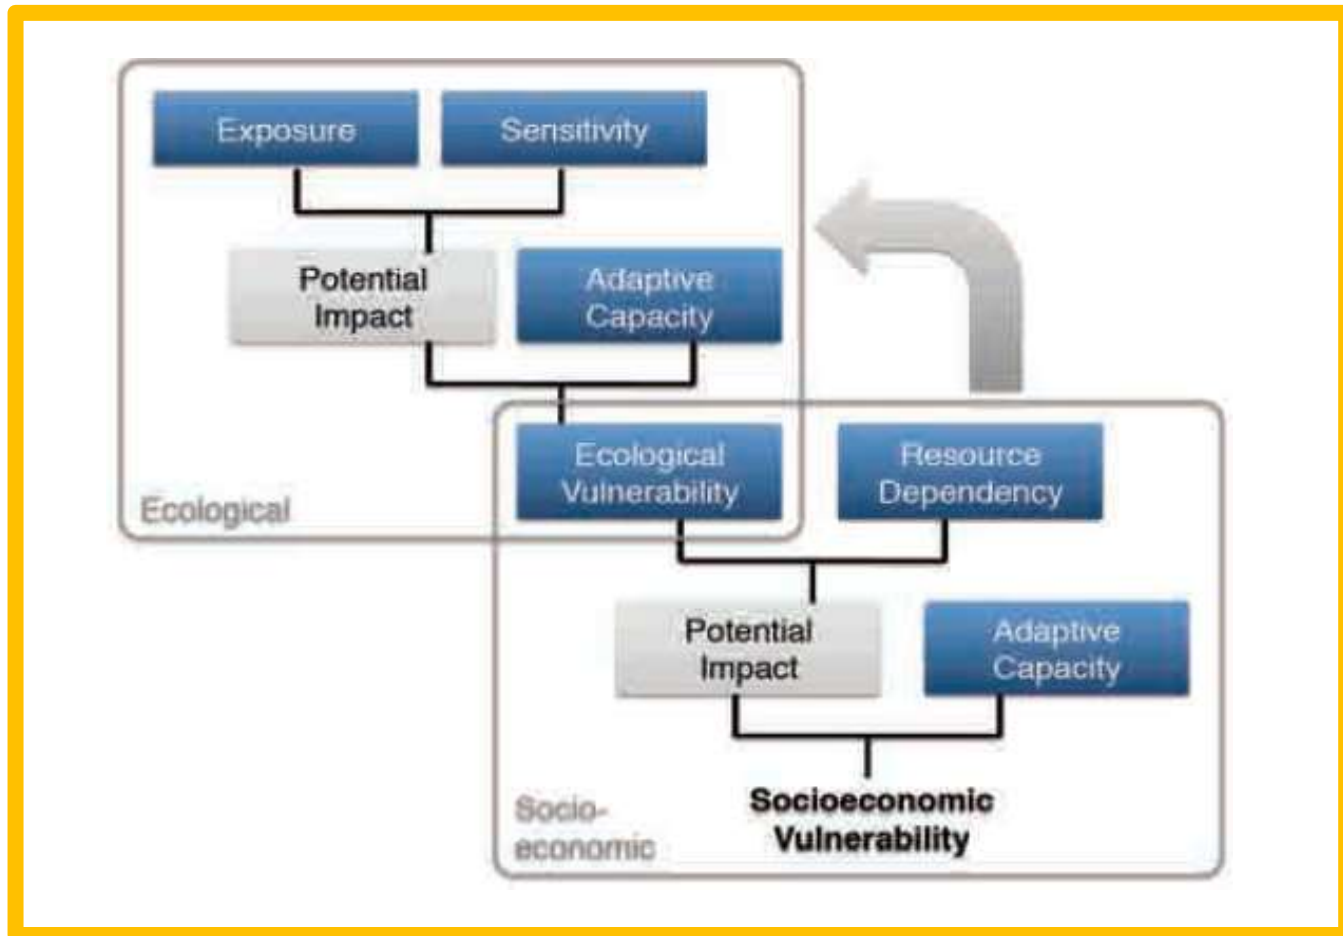 Exposure
Sensitivity
Potential
Impact
Adaptive
Capacity
Ecological
Vulnerability
Resource
Dependency
Ecological
Potential
Impact
Adaptive
Capacity
Socioeconomic
Vulnerability
Socio-
economic